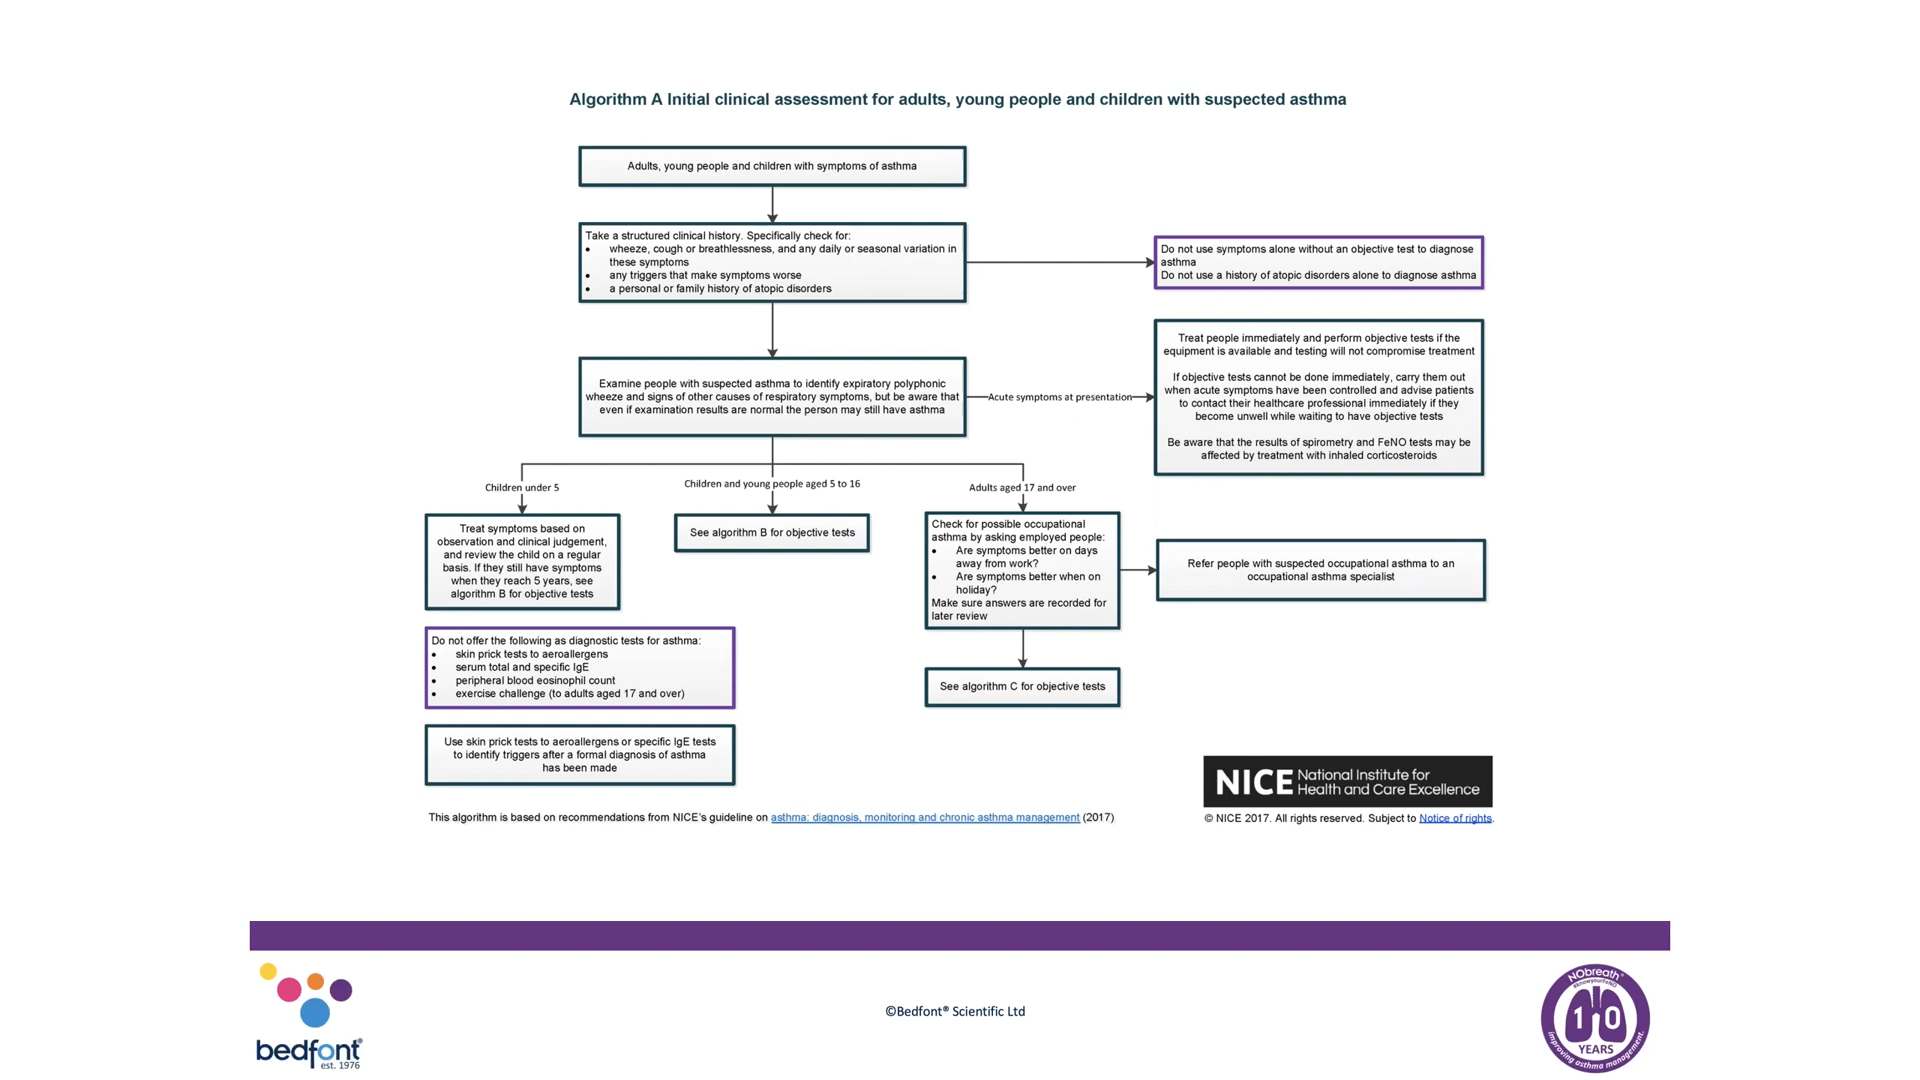 Algorithm A Initial clinical assessment for adults, young people and children with suspected asthma
Adults, young people and children with symptoms of asthma
Take a structured clinical history. Specifically check for:
• wheeze, cough or breathlessness, and any daily or seasonal variation in
these symptoms
• any triggers that make symptoms worse
• a personal or family history of atopic disorders
Do not use symptoms alone without an objective test to diagnose
asthma
Do not use a history of atopic disorders alone to diagnose asthma
Examine people with suspected asthma to identify expiratory polyphonic
wheeze and signs of other causes of respiratory symptoms, but be aware that
even if examination results are normal the person may still have asthma
Acute symptoms at presentation
Treat people immediately and perform objective tests if the
equipment is available and testing will not compromise treatment
If objective tests cannot be done immediately, carry them out
when acute symptoms have been controlled and advise patients
to contact their healthcare professional immediately if they
become unwell while waiting to have objective tests
Be aware that the results of spirometry and FeNO tests may be
affected by treatment with inhaled corticosteroids
Children under 5
Children and young people aged 5 to 16
Adults aged 17 and over
Treat symptoms based on
observation and clinical judgement,
and review the child on a regular
basis. If they still have symptoms
when they reach 5 years, see
algorithm B for objective tests
See algorithm B for objective tests
Check for possible occupational
asthma by asking employed people:
• Are symptoms better on days
away from work?
• Are symptoms better when on
holiday?
Make sure answers are recorded for
later review
Refer people with suspected occupational asthma to an
occupational asthma specialist
See algorithm C for objective tests
Do not offer the following as diagnostic tests for asthma:
• skin prick tests to aeroallergens
• serum total and specific IgE
• peripheral blood eosinophil count
• exercise challenge (to adults aged 17 and over)
Use skin prick tests to aeroallergens or specific IgE tests
to identify triggers after a formal diagnosis of asthma
has been made
NICE National Institute for
Health and Care Excellence
This algorithm is based on recommendations from NICE's guideline on asthma: diagnosis, monitoring and chronic asthma management (2017)
© NICE 2017. All rights reserved. Subject to Notice of rights.
bedfont®
est. 1976
©Bedfont® Scientific Ltd
NObreath®
#knowyourFeNO
10
YEARS
improving asthma management.